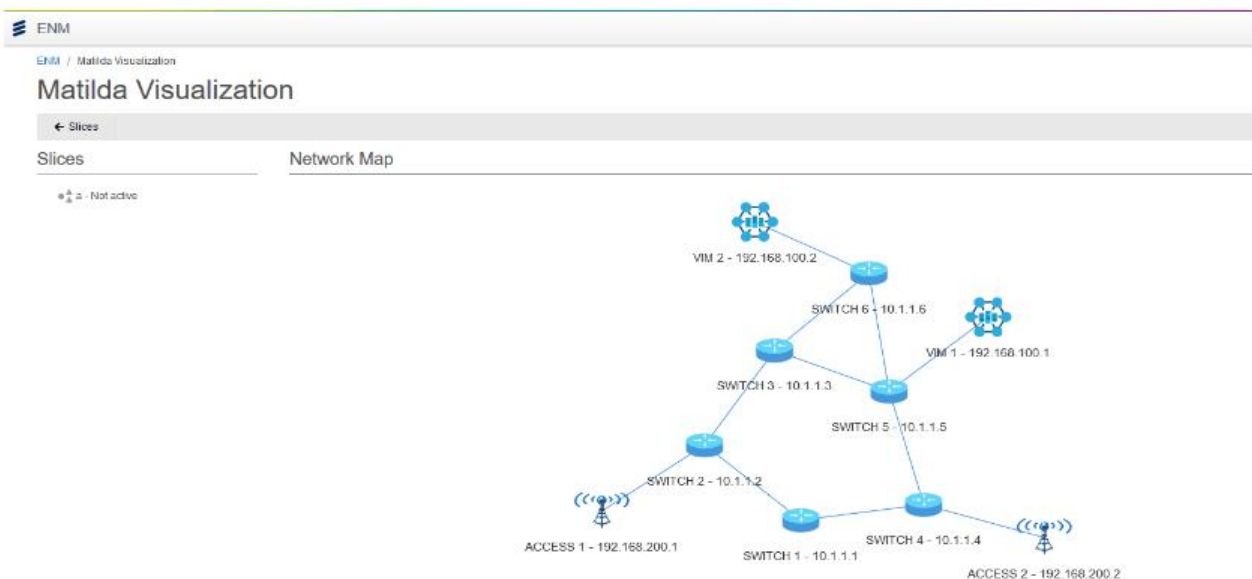 ENM
ENM / Matilda Visualization
Matilda Visualization
← Slices
Slices
Network Map
a - Not active
VIM 2 - 192.168.100.2
SWITCH 6 - 10.1.1.6
VIM 1 - 192.168.100.1
SWITCH 3 - 10.1.1.3
SWITCH 5 - 10.1.1.5
SWITCH 2 - 10.1.1.2
ACCESS 1 - 192.168.200.1
SWITCH 4 - 10.1.1.4
SWITCH 1 - 10.1.1.1
ACCESS 2 - 192.168.200.2